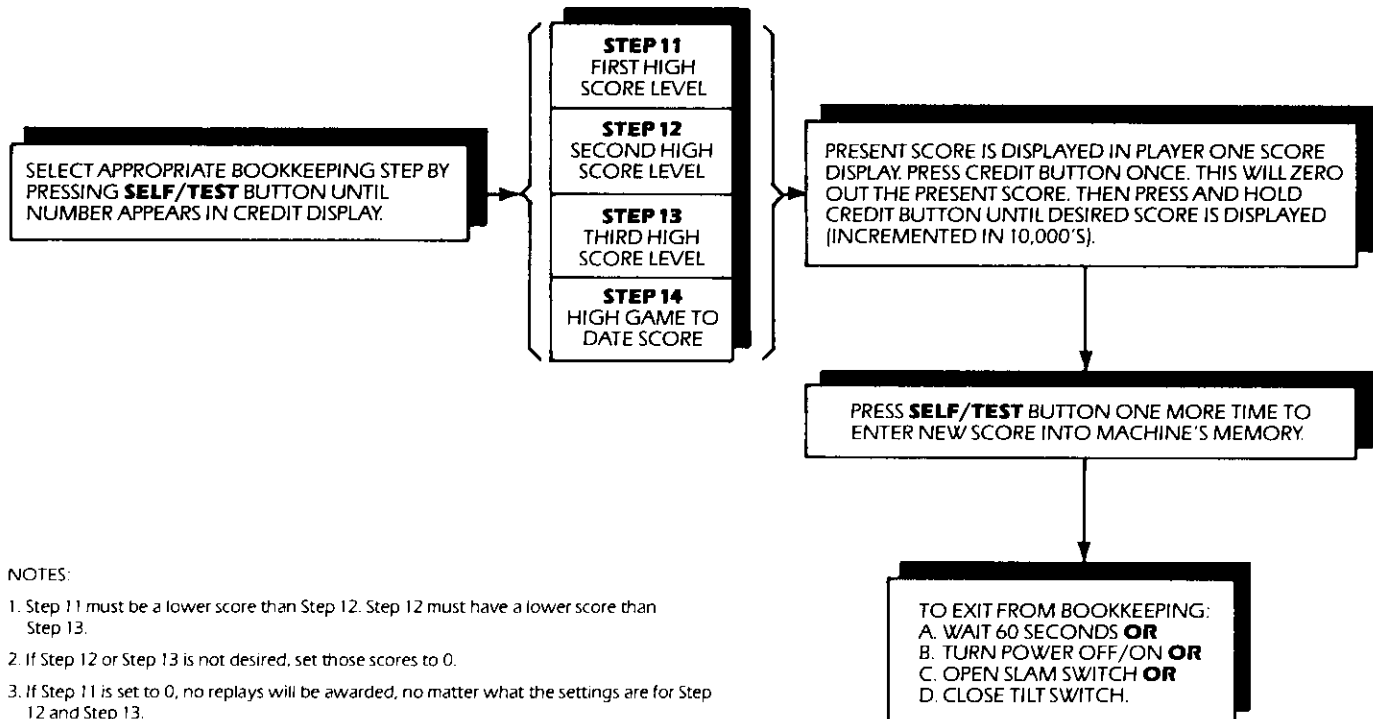 SELECT APPROPRIATE BOOKKEEPING STEP BY
PRESSING SELF/TEST BUTTON UNTIL
NUMBER APPEARS IN CREDIT DISPLAY.
STEP 11
FIRST HIGH
SCORE LEVEL
STEP 12
SECOND HIGH
SCORE LEVEL
STEP 13
THIRD HIGH
SCORE LEVEL
STEP 14
HIGH GAME TO
DATE SCORE
PRESENT SCORE IS DISPLAYED IN PLAYER ONE SCORE
DISPLAY. PRESS CREDIT BUTTON ONCE. THIS WILL ZERO
OUT THE PRESENT SCORE. THEN PRESS AND HOLD
CREDIT BUTTON UNTIL DESIRED SCORE IS DISPLAYED
(INCREMENTED IN 10,000'S).
PRESS SELF/TEST BUTTON ONE MORE TIME TO
ENTER NEW SCORE INTO MACHINE'S MEMORY.
TO EXIT FROM BOOKKEEPING:
A. WAIT 60 SECONDS OR
B. TURN POWER OFF/ON OR
C. OPEN SLAM SWITCH OR
D. CLOSE TILT SWITCH.
NOTES:
1. Step 11 must be a lower score than Step 12. Step 12 must have a lower score than
Step 13.
2. If Step 12 or Step 13 is not desired, set those scores to 0.
3. If Step 11 is set to 0, no replays will be awarded, no matter what the settings are for Step
12 and Step 13.